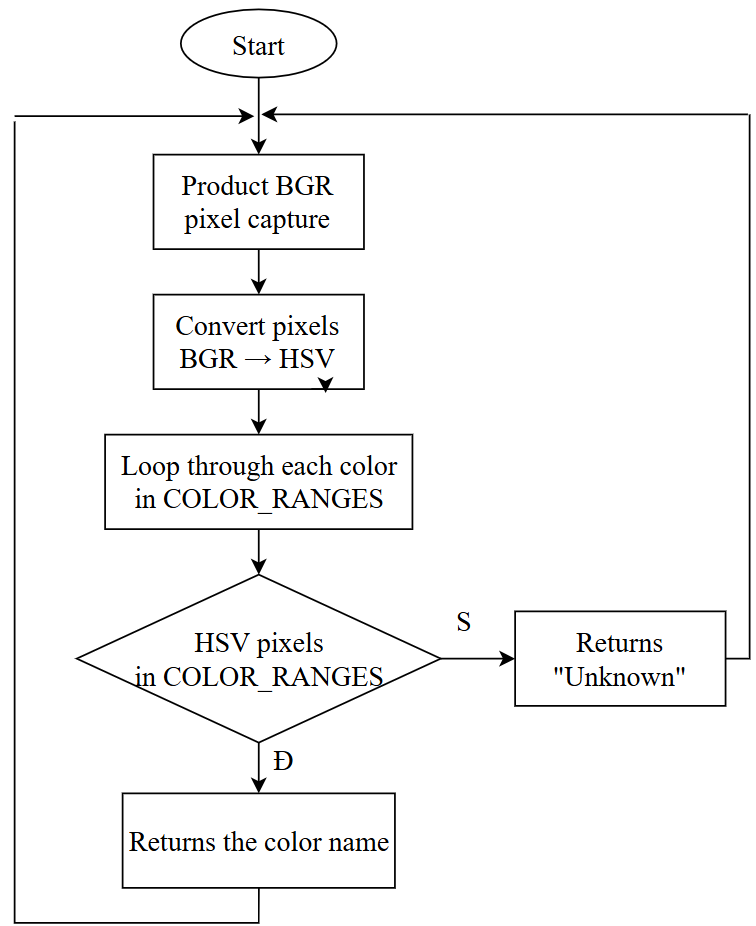 Start
Product BGR
pixel capture
Convert pixels
BGR → HSV
Loop through each color
in COLOR_RANGES
HSV pixels
in COLOR_RANGES
S
Returns
"Unknown"
Đ
Returns the color name